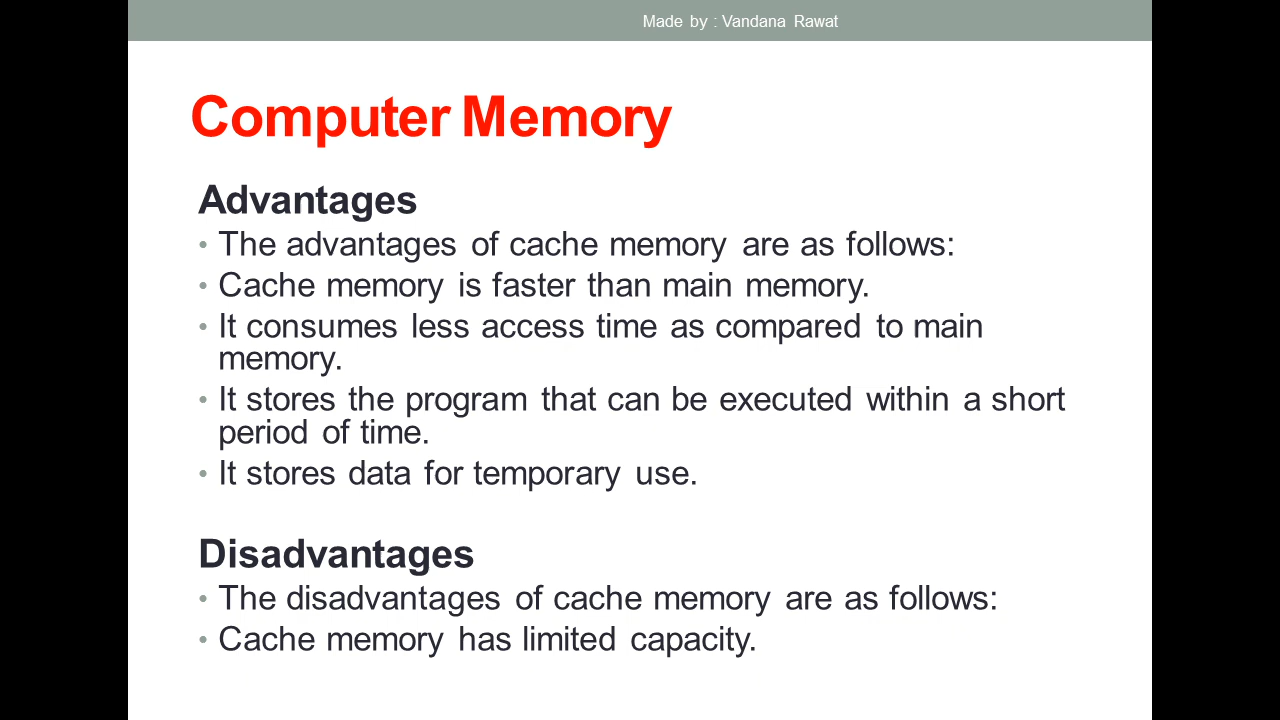 Made by : Vandana Rawat
Computer Memory
Advantages
• The advantages of cache memory are as follows:
• Cache memory is faster than main memory.
• It consumes less access time as compared to main
memory.
• It stores the program that can be executed within a short
period of time.
• It stores data for temporary use.
Disadvantages
• The disadvantages of cache memory are as follows:
• Cache memory has limited capacity.